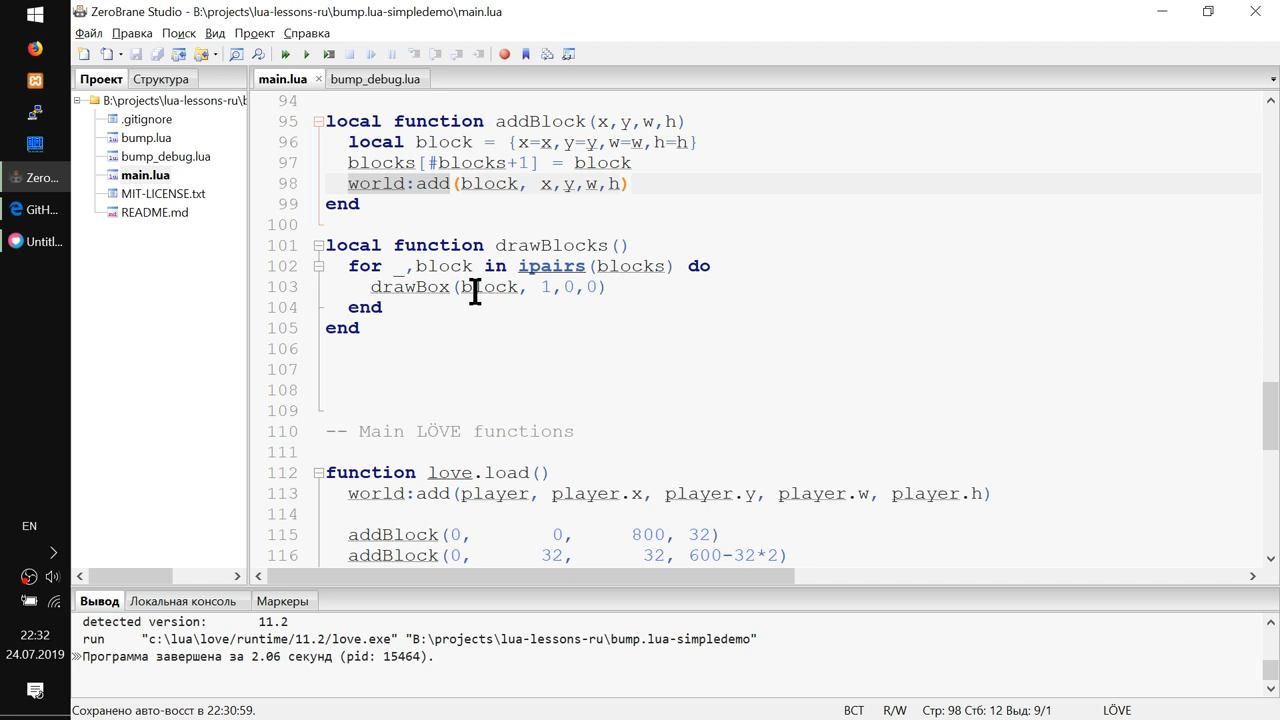 ZeroBrane Studio - B:\projects\lua-lessons-ru\bump.lua-simpledemo\main.lua
Файл Правка Поиск Вид Проект Справка
Проект Структура
main.lua bump_debug.lua
B:\projects\lua-lessons-ru\b
.gitignore
bump.lua
bump_debug.lua
main.lua
MIT-LICENSE.txt
README.md
94
95 local function addBlock(x,y,w,h)
96 local block = {x=x,y=y,w=w,h=h}
97 blocks[#blocks+1] = block
98 world:add(block, x,y,w,h)
99 end
100
101 local function drawBlocks()
102 for _,block in ipairs(blocks) do
103 drawBox(block, 1,0,0)
104 end
105 end
106
107
108
109
110 -- Main LÖVE functions
111
112 function love.load()
113 world:add(player, player.x, player.y, player.w, player.h)
114
115 addBlock(0, 0, 800, 32)
116 addBlock(0, 32, 32, 600-32*2)
Вывод Локальная консоль Маркеры
detected version: 11.2
run "c:\lua\love/runtime/11.2/love.exe" "B:\projects\lua-lessons-ru\bump.lua-simpledemo"
Программа завершена за 2.06 секунд (pid: 15464).
Сохранено авто-восст в 22:30:59. ВСТ R/W Стр: 98 Стб: 12 Выд: 9/1 LÖVE
Zero...
GitH...
Untitl...
EN
22:32
24.07.2019